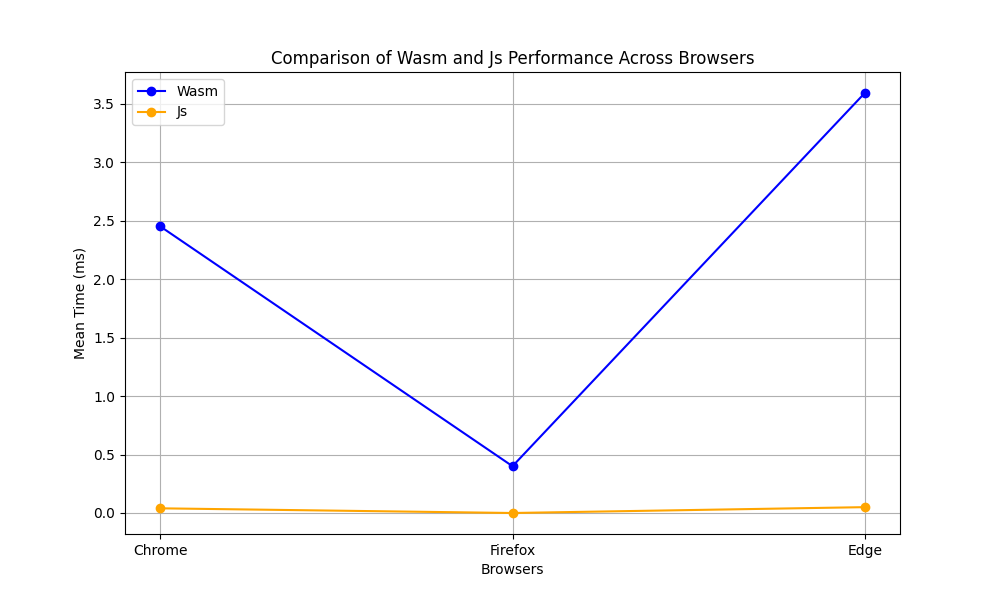 Comparison of Wasm and Js Performance Across Browsers
Wasm
Js
Mean Time (ms)
3.5
3.0
2.5
2.0
1.5
1.0
0.5
0.0
Chrome
Firefox
Edge
Browsers